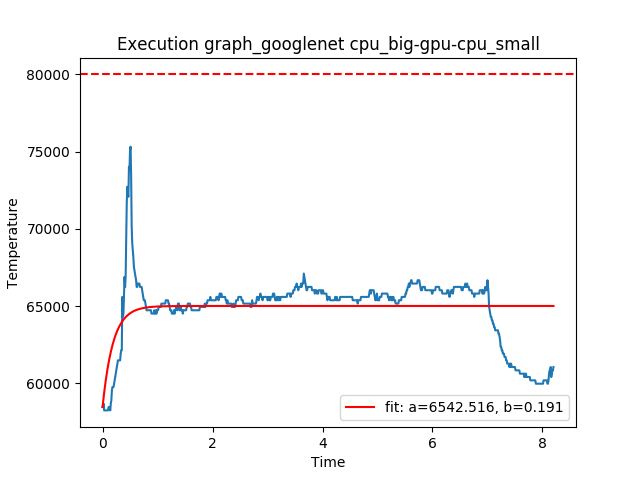 Execution graph_googlenet cpu_big-gpu-cpu_small
80000
75000
70000
65000
60000
Temperature
fit: a=6542.516, b=0.191
0 2 4 6 8
Time